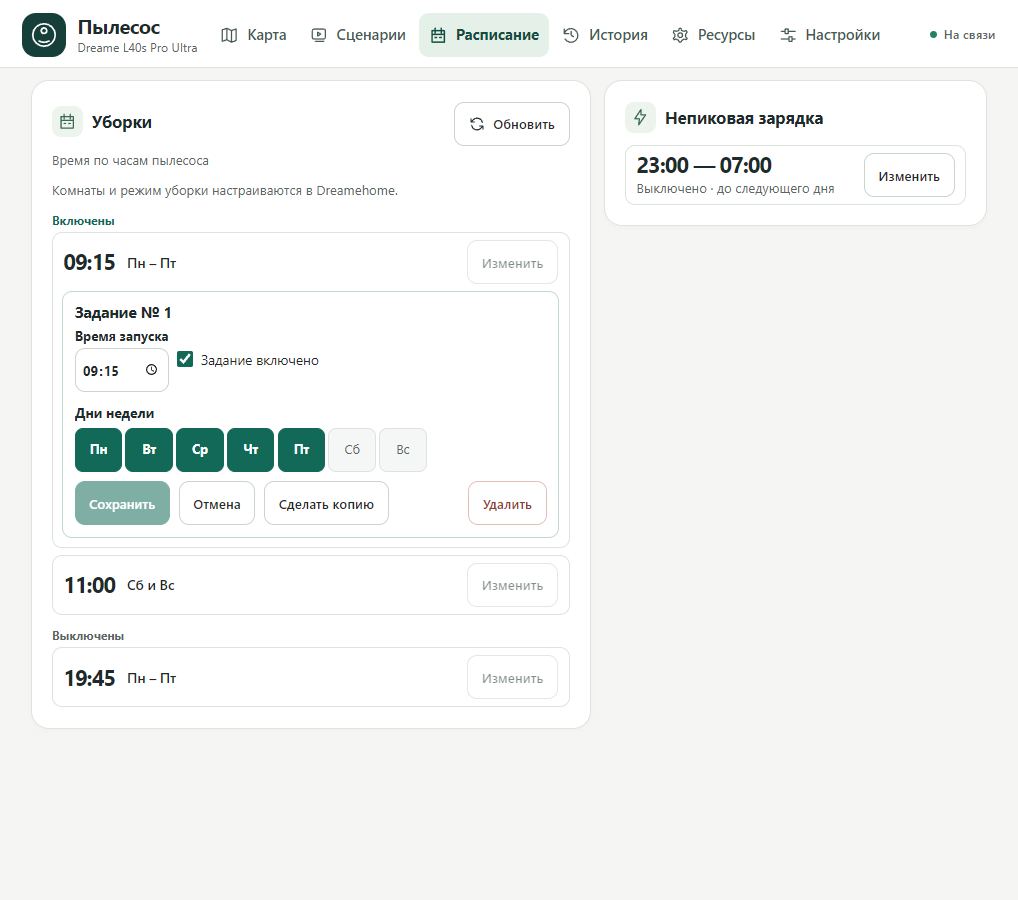 Пылесос
Dreame L40s Pro Ultra
Карта
Сценарии
Расписание
История
Ресурсы
Настройки
На связи
Уборки
Обновить
Время по часам пылесоса
Комнаты и режим уборки настраиваются в Dreamehome.
Включены
09:15 Пн – Пт
Изменить
Задание № 1
Время запуска
09:15
Задание включено
Дни недели
Пн Вт Ср Чт Пт Сб Вс
Сохранить
Отмена
Сделать копию
Удалить
11:00 Сб и Вс
Изменить
Выключены
19:45 Пн – Пт
Изменить
Непиковая зарядка
23:00 — 07:00
Выключено · до следующего дня
Изменить